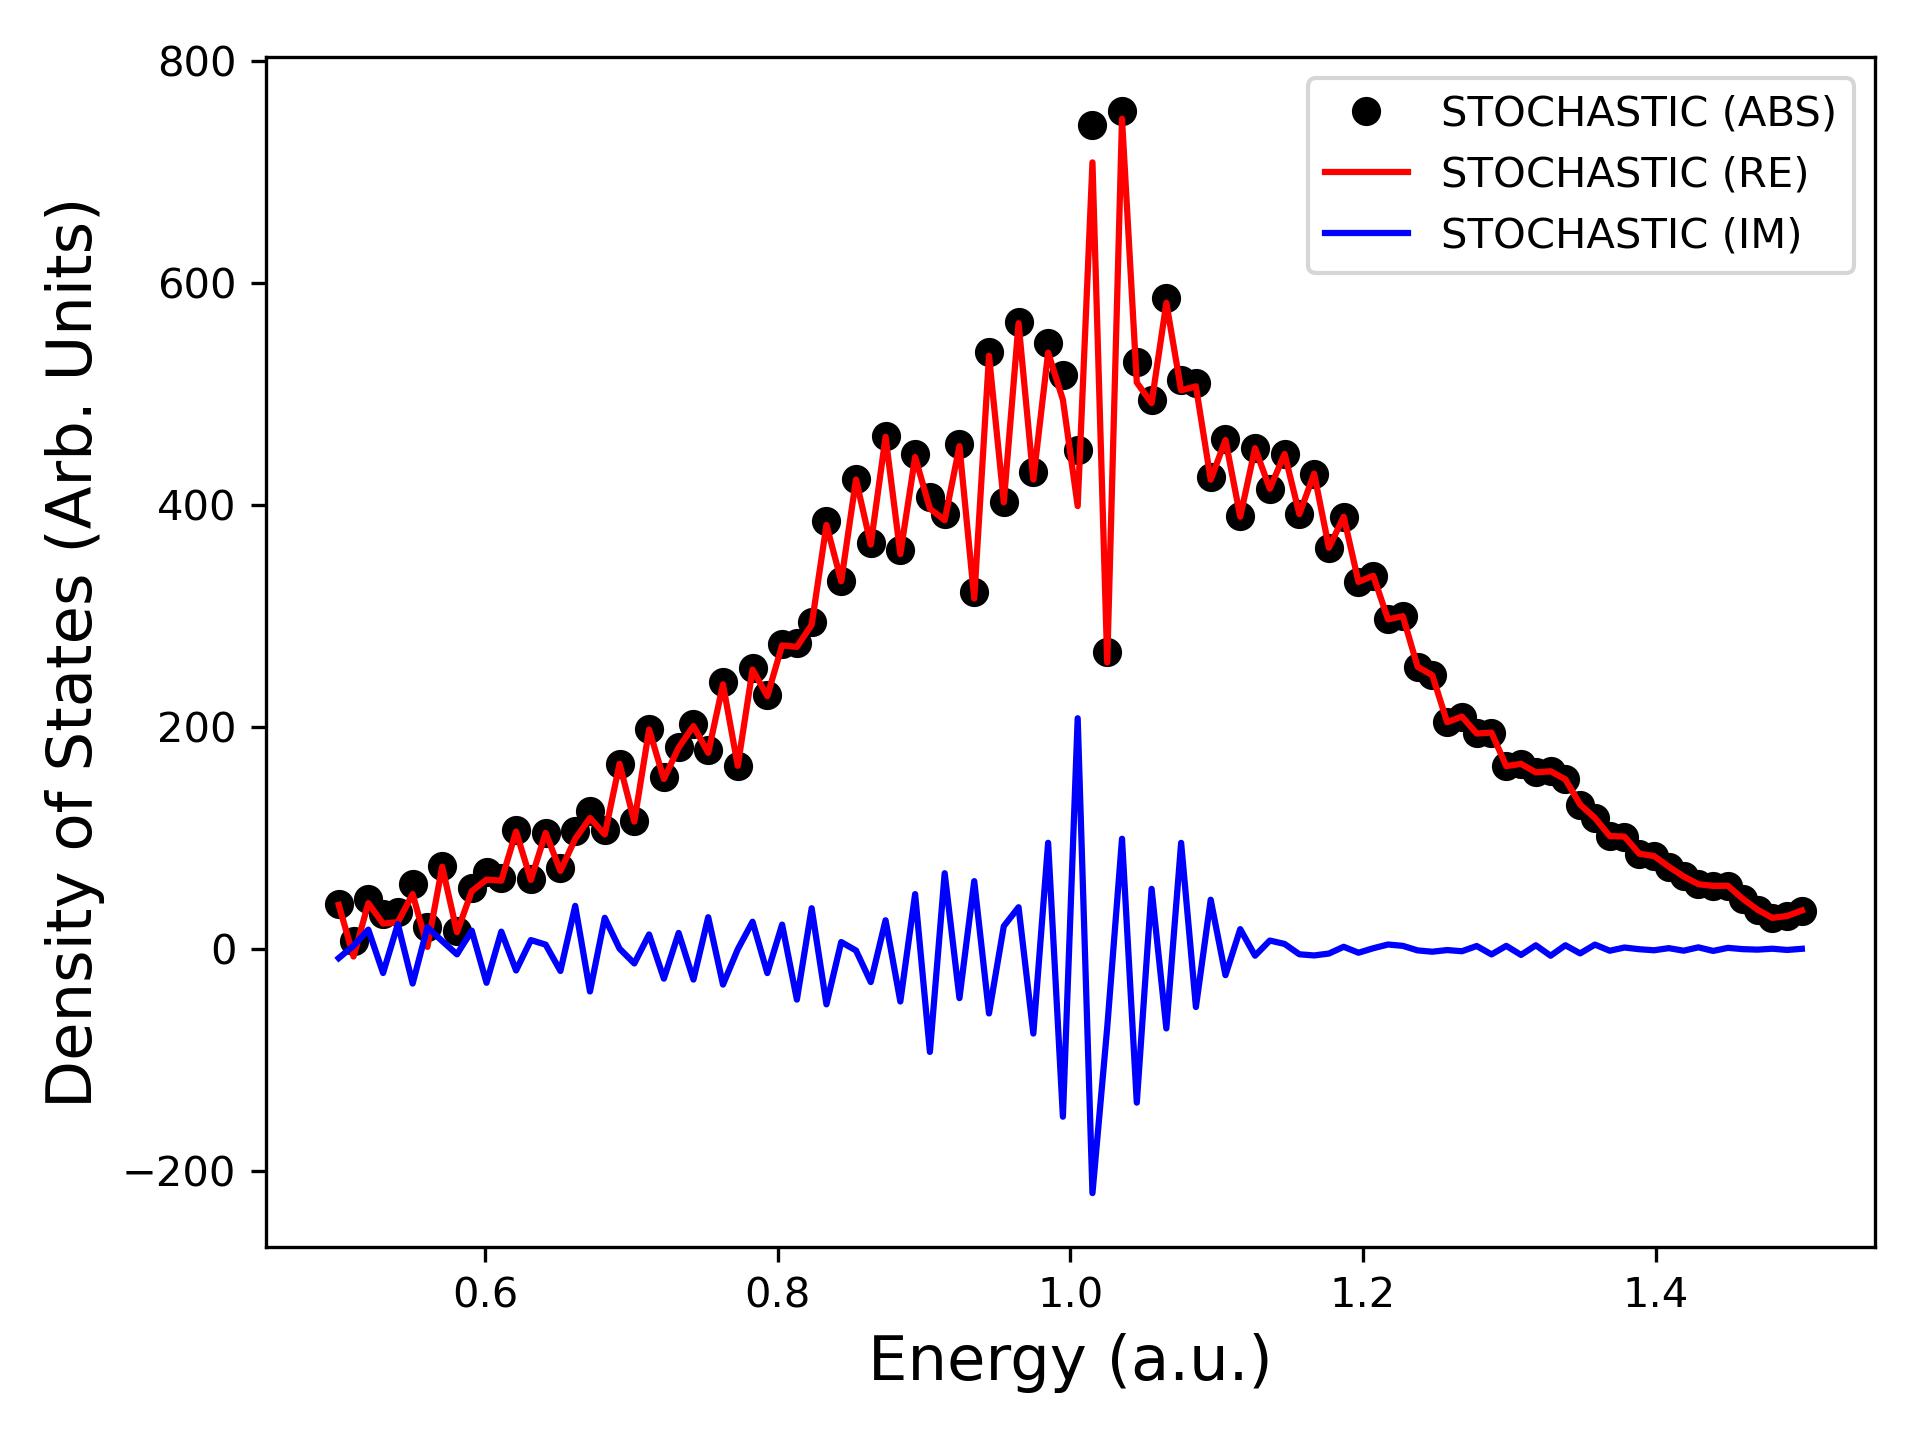 800
600
400
200
0
−200
0.6
0.8
1.0
1.2
1.4
Density of States (Arb. Units)
Energy (a.u.)
STOCHASTIC (ABS)
STOCHASTIC (RE)
STOCHASTIC (IM)